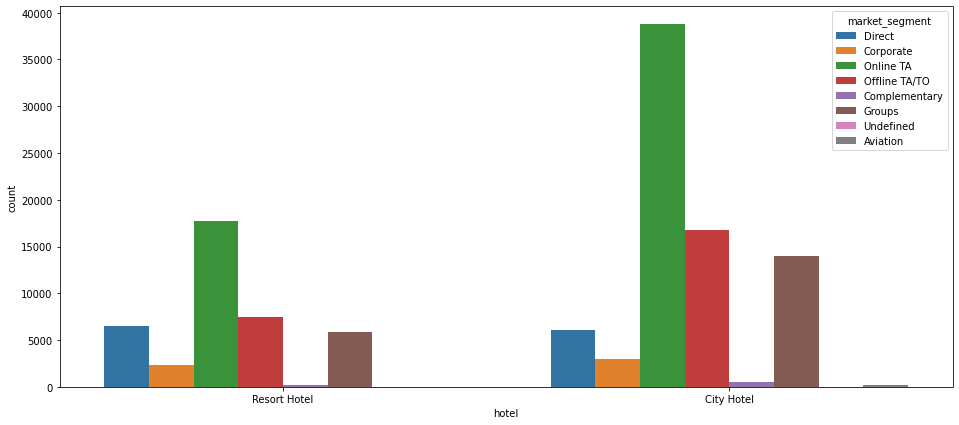 40000
35000
30000
25000
20000
15000
10000
5000
0
count
Resort Hotel
City Hotel
hotel
market_segment
Direct
Corporate
Online TA
Offline TA/TO
Complementary
Groups
Undefined
Aviation